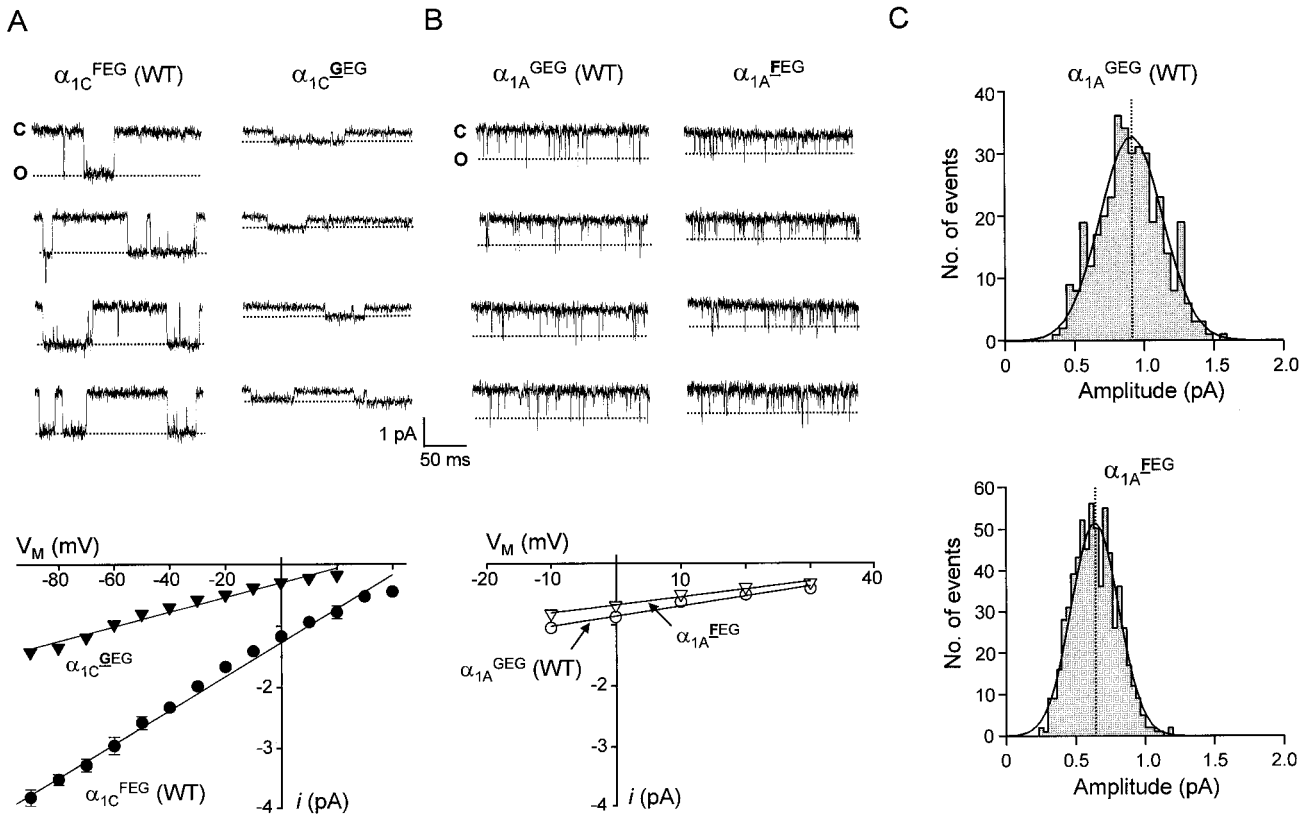 A
B
C
α1C FEG (WT)
α1C GEG
α1A GEG (WT)
α1A FEG
C
O
C
O
1 pA
50 ms
VM (mV)
-80 -60 -40 -20
-2
-3
-4
i (pA)
α1C GEG
α1C FEG (WT)
VM (mV)
-20 -10 10 20 40
-2
-3
-4
i (pA)
α1A FEG
α1A GEG (WT)
α1A GEG (WT)
No. of events
40
30
20
10
0
0 0.5 1.0 1.5 2.0
Amplitude (pA)
α1A FEG
No. of events
60
50
40
30
20
10
0
0 0.5 1.0 1.5 2.0
Amplitude (pA)